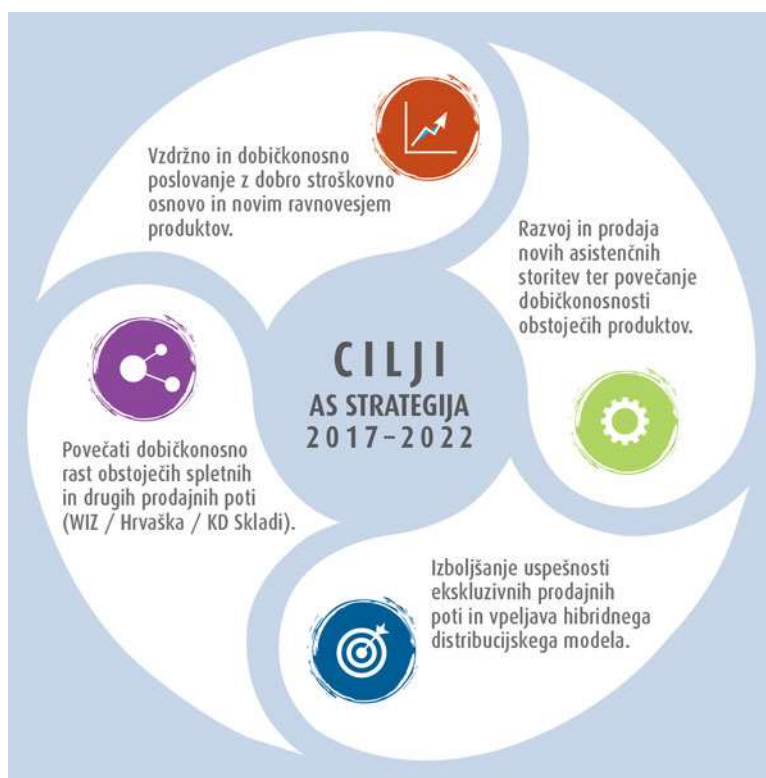 Vzdržno in dobičkonosno
poslovanje z dobro stroškovno
osnovo in novim ravnovesjem
produktov.
Razvoj in prodaja
novih asistenčnih
storitev ter povečanje
dobičkonosnosti
obstoječih produktov.
CILJI
AS STRATEGIJA
2017–2022
Povečati dobičkonosno
rast obstoječih spletnih
in drugih prodajnih poti
(WIZ / Hrvaška / KD Skladi).
Izboljšanje uspešnosti
ekskluzivnih prodajnih
poti in vpeljava hibridnega
distribucijskega modela.